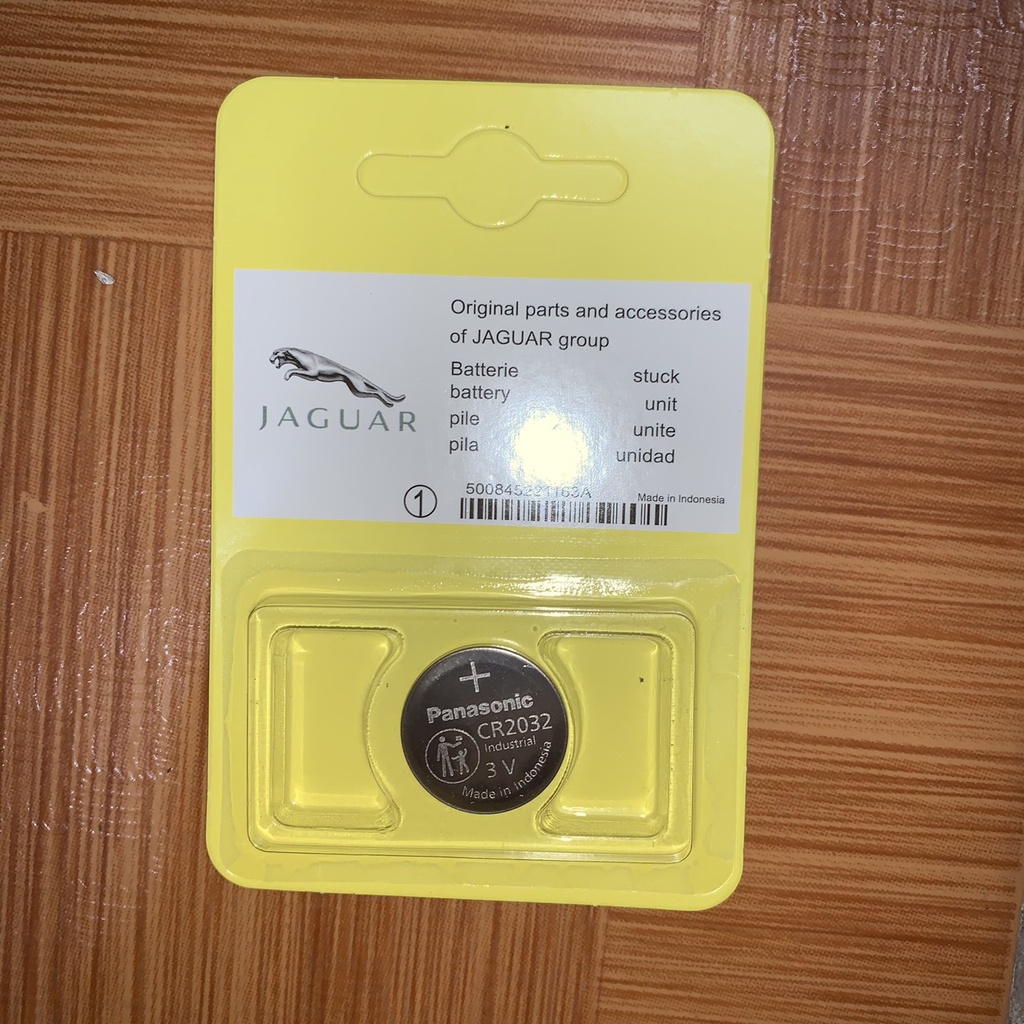 Original parts and accessories
of JAGUAR group
JAGUAR
Batterie stuck
battery unit
pile unite
pila unidad
1
Made in Indonesia
+
Panasonic
CR2032
Industrial
3 V
Made in Indonesia